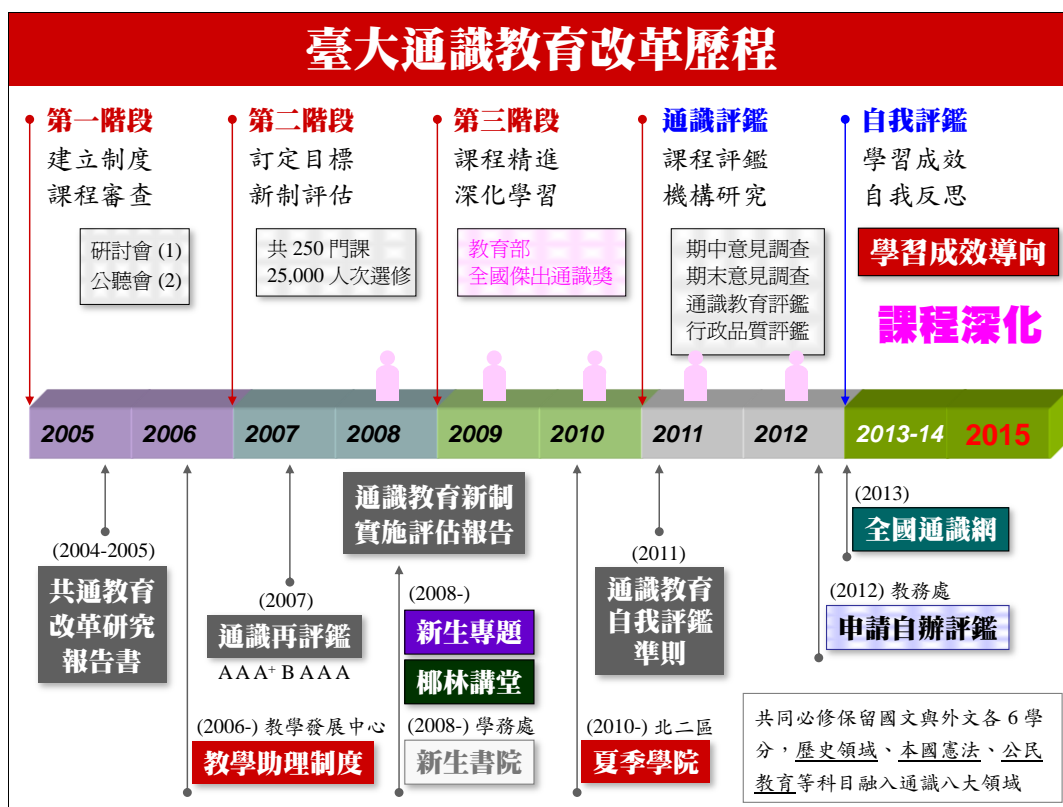 臺大通識教育改革歷程
第一階段
建立制度
課程審查
研討會 (1)
公聽會 (2)
第二階段
訂定目標
新制評估
共 250 門課
25,000 人次選修
第三階段
課程精進
深化學習
教育部
全國傑出通識獎
通識評鑑
課程評鑑
機構研究
期中意見調查
期末意見調查
通識教育評鑑
行政品質評鑑
自我評鑑
學習成效
自我反思
學習成效導向
課程深化
2005 2006 2007 2008 2009 2010 2011 2012 2013-14 2015
(2004-2005)
共通教育
改革研究
報告書
(2007)
通識再評鑑
A A A+ B A A A
(2006-) 教學發展中心
教學助理制度
通識教育新制
實施評估報告
(2008-)
新生專題
椰林講堂
(2008-) 學務處
新生書院
(2010-) 北二區
夏季學院
(2011)
通識教育
自我評鑑
準則
(2013)
全國通識網
(2012) 教務處
申請自辦評鑑
共同必修保留國文與外文各 6 學
分，歷史領域、本國憲法、公民
教育等科目融入通識八大領域